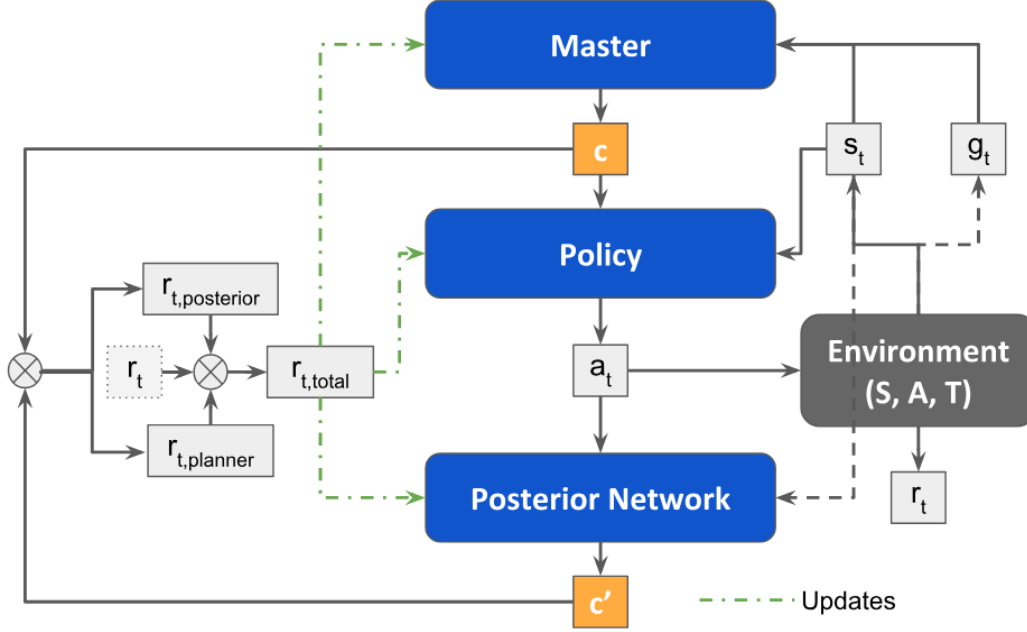 Master
c
s_t
g_t
Policy
r_t,posterior
r_t
r_t,total
a_t
Environment
(S, A, T)
r_t,planner
Posterior Network
r_t
c’
Updates